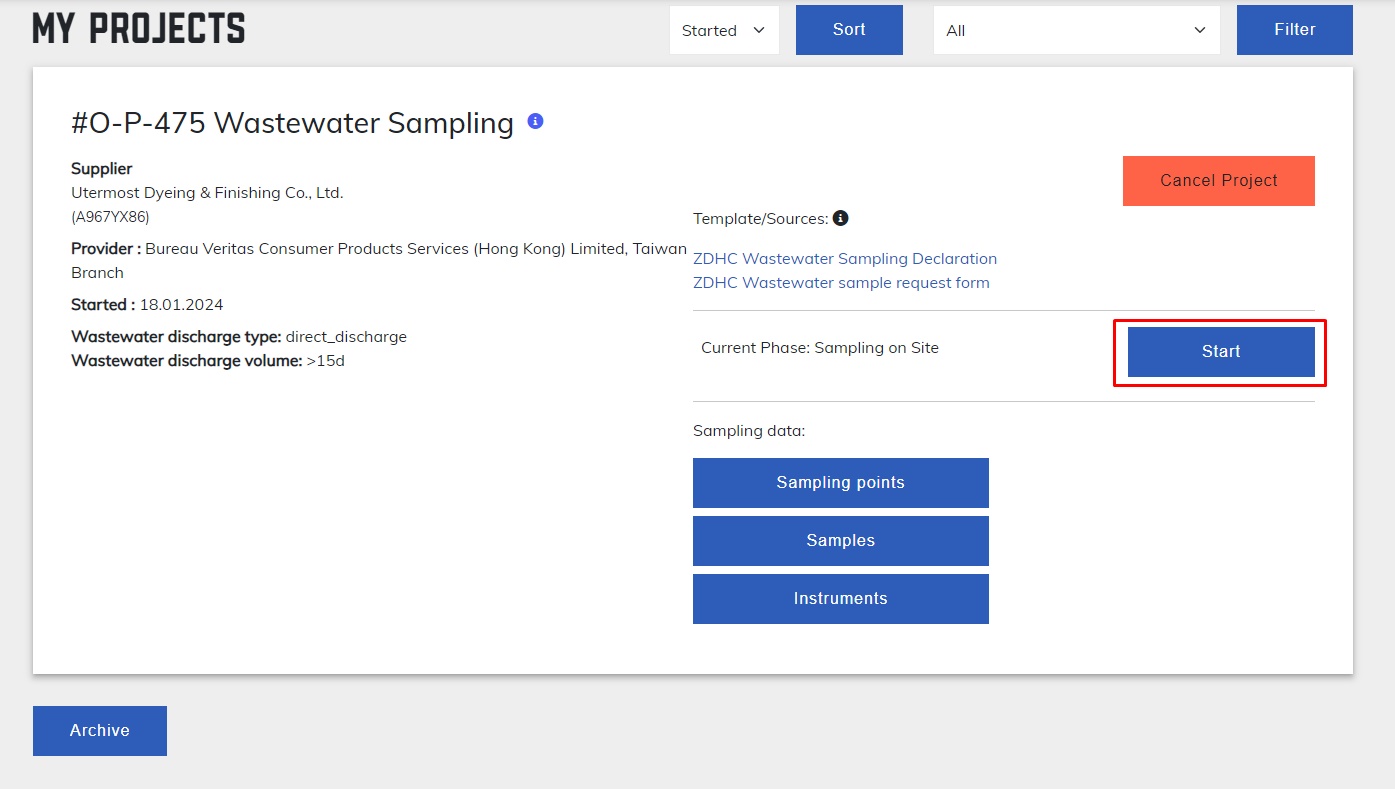 MY PROJECTS
Started
Sort
All
Filter
#O-P-475 Wastewater Sampling
Supplier
Utermost Dyeing & Finishing Co., Ltd.
(A967YX86)
Provider : Bureau Veritas Consumer Products Services (Hong Kong) Limited, Taiwan
Branch
Started : 18.01.2024
Wastewater discharge type: direct_discharge
Wastewater discharge volume: >15d
Cancel Project
Template/Sources:
ZDHC Wastewater Sampling Declaration
ZDHC Wastewater sample request form
Current Phase: Sampling on Site
Start
Sampling data:
Sampling points
Samples
Instruments
Archive